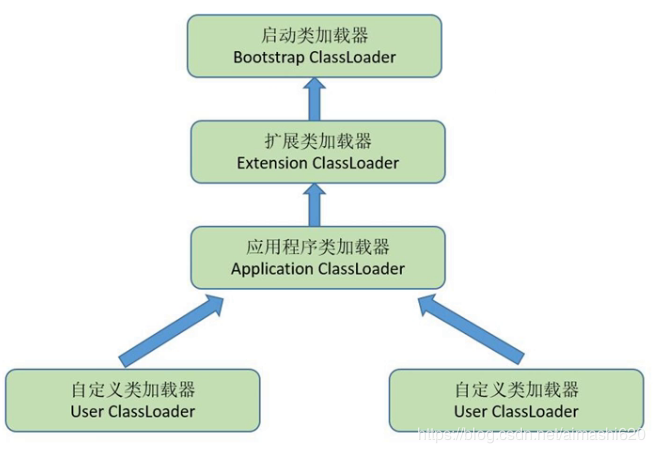 启动类加载器
Bootstrap ClassLoader
扩展类加载器
Extension ClassLoader
应用程序类加载器
Application ClassLoader
自定义类加载器
User ClassLoader
自定义类加载器
User ClassLoader
https://blog.csdn.net/aimashi620